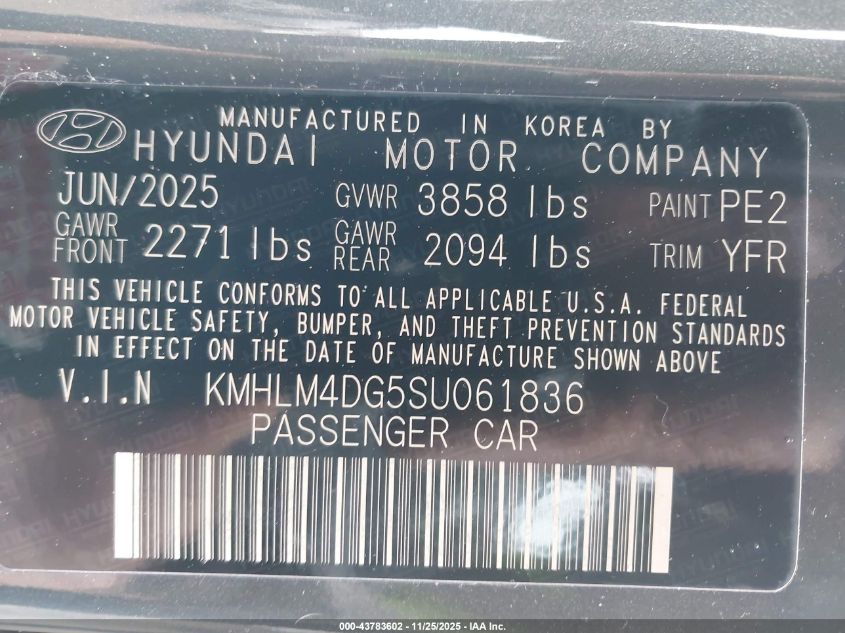 MANUFACTURED IN KOREA BY
HYUNDAI MOTOR COMPANY
JUN/2025 GVWR 3858 lbs PAINT PE2
GAWR FRONT 2271 lbs GAWR REAR 2094 lbs TRIM YFR
THIS VEHICLE CONFORMS TO ALL APPLICABLE U.S.A. FEDERAL
MOTOR VEHICLE SAFETY, BUMPER, AND THEFT PREVENTION STANDARDS
IN EFFECT ON THE DATE OF MANUFACTURE SHOWN ABOVE
V.I.N KMHLM4DG5SU061836
PASSENGER CAR
000-43783602 - 11/25/2025 - IAA Inc.